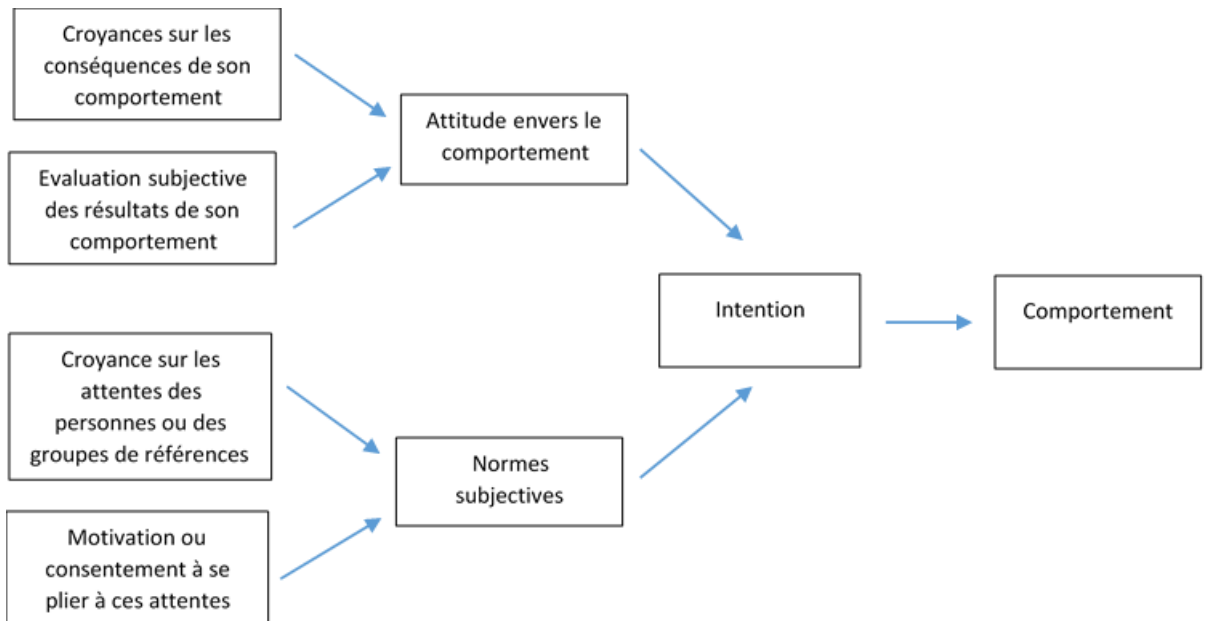 Croyances sur les
conséquences de son
comportement
Evaluation subjective
des résultats de son
comportement
Attitude envers le
comportement
Intention
Comportement
Croyance sur les
attentes des
personnes ou des
groupes de références
Normes
subjectives
Motivation ou
consentement à se
plier à ces attentes